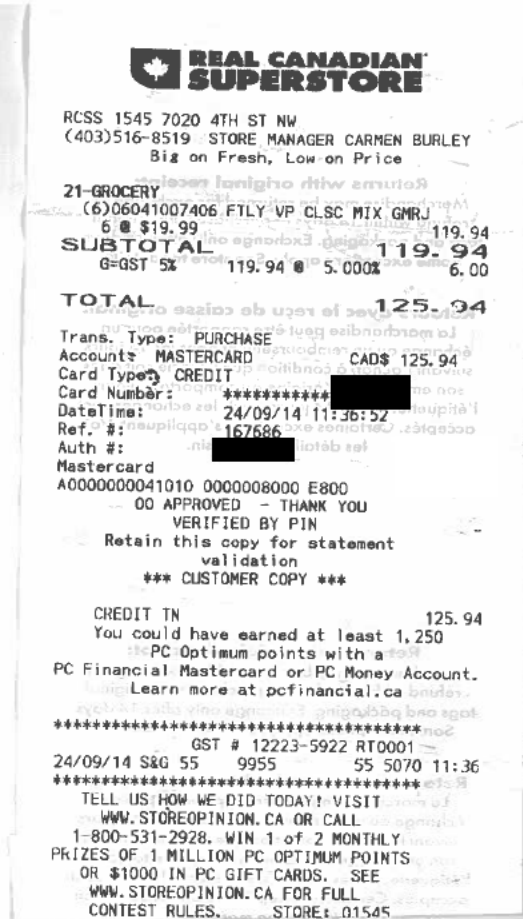 REAL CANADIAN
SUPERSTORE
RCSS 1545 7020 4TH ST NW
(403)516-8519 STORE MANAGER CARMEN BURLEY
Big on Fresh, Low on Price
21-GROCERY
(6)06041007406 FTLY VP CLSC MIX GMRJ
6 @ $19.99 119.94
SUBTOTAL 119.94
G=GST 5% 119.94 @ 5.000% 6.00
TOTAL 125.94
Trans. Type: PURCHASE
Account: MASTERCARD CAD$ 125.94
Card Type: CREDIT
Card Number: ************
DateTime: 24/09/14 11:36:52
Ref. #: 167686
Auth #:
Mastercard
A0000000041010 0000008000 E800
00 APPROVED - THANK YOU
VERIFIED BY PIN
Retain this copy for statement
validation
*** CUSTOMER COPY ***
CREDIT TN 125.94
You could have earned at least 1,250
PC Optimum points with a
PC Financial Mastercard or PC Money Account.
Learn more at pcfinancial.ca
****************************************
GST # 12223-5922 RT0001
24/09/14 S&G 55 9955 55 5070 11:36
****************************************
TELL US HOW WE DID TODAY! VISIT
WWW.STOREOPINION.CA OR CALL
1-800-531-2928. WIN 1 of 2 MONTHLY
PRIZES OF 1 MILLION PC OPTIMUM POINTS
OR $1000 IN PC GIFT CARDS. SEE
WWW.STOREOPINION.CA FOR FULL
CONTEST RULES. STORE: 01545